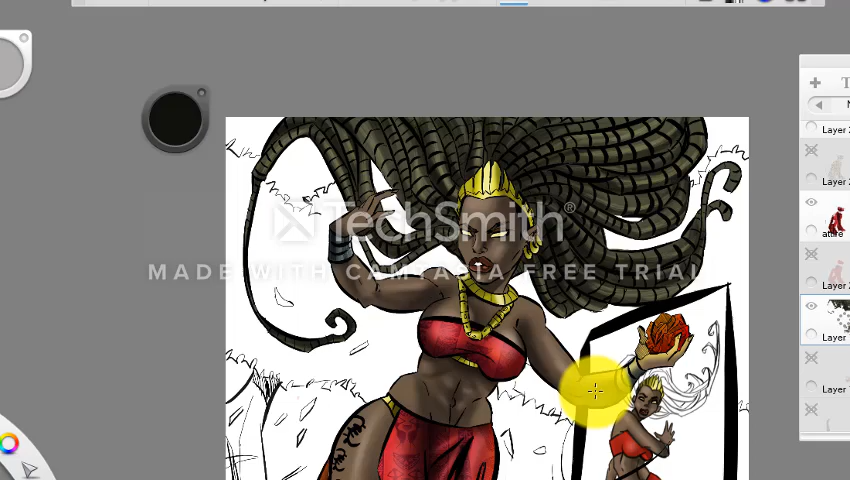 TechSmith®
MADE WITH CAMTASIA FREE TRIAL
Layer
Layer
attire
Layer
Layer
Layer